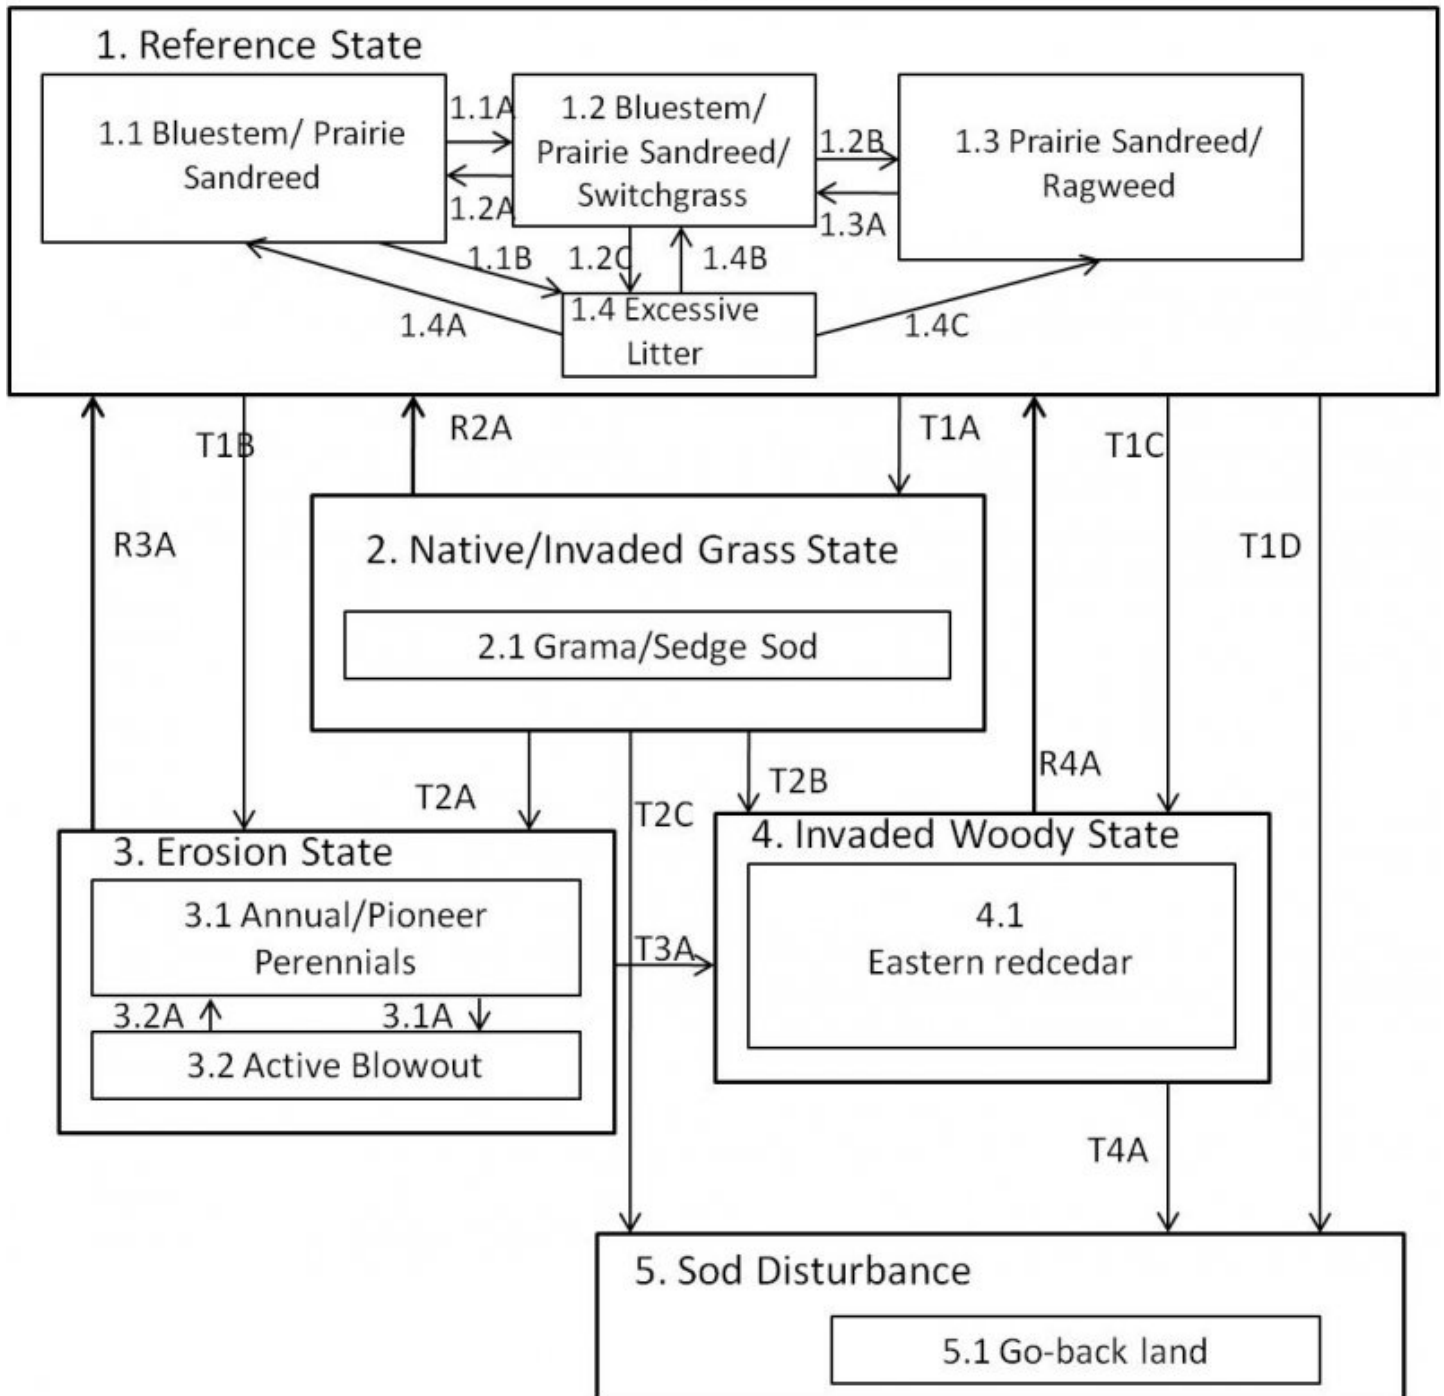 1. Reference State
1.1 Bluestem/ Prairie
Sandreed
1.1A
1.2A
1.2 Bluestem/
Prairie Sandreed/
Switchgrass
1.2B
1.3A
1.3 Prairie Sandreed/
Ragweed
1.1B
1.2C
1.4B
1.4A
1.4 Excessive
Litter
1.4C
R3A
T1B
R2A
T1A
T1C
T1D
2. Native/Invaded Grass State
2.1 Grama/Sedge Sod
T2A
T2C
T2B
R4A
3. Erosion State
3.1 Annual/Pioneer
Perennials
3.2A
3.1A
3.2 Active Blowout
T3A
4. Invaded Woody State
4.1
Eastern redcedar
T4A
5. Sod Disturbance
5.1 Go-back land